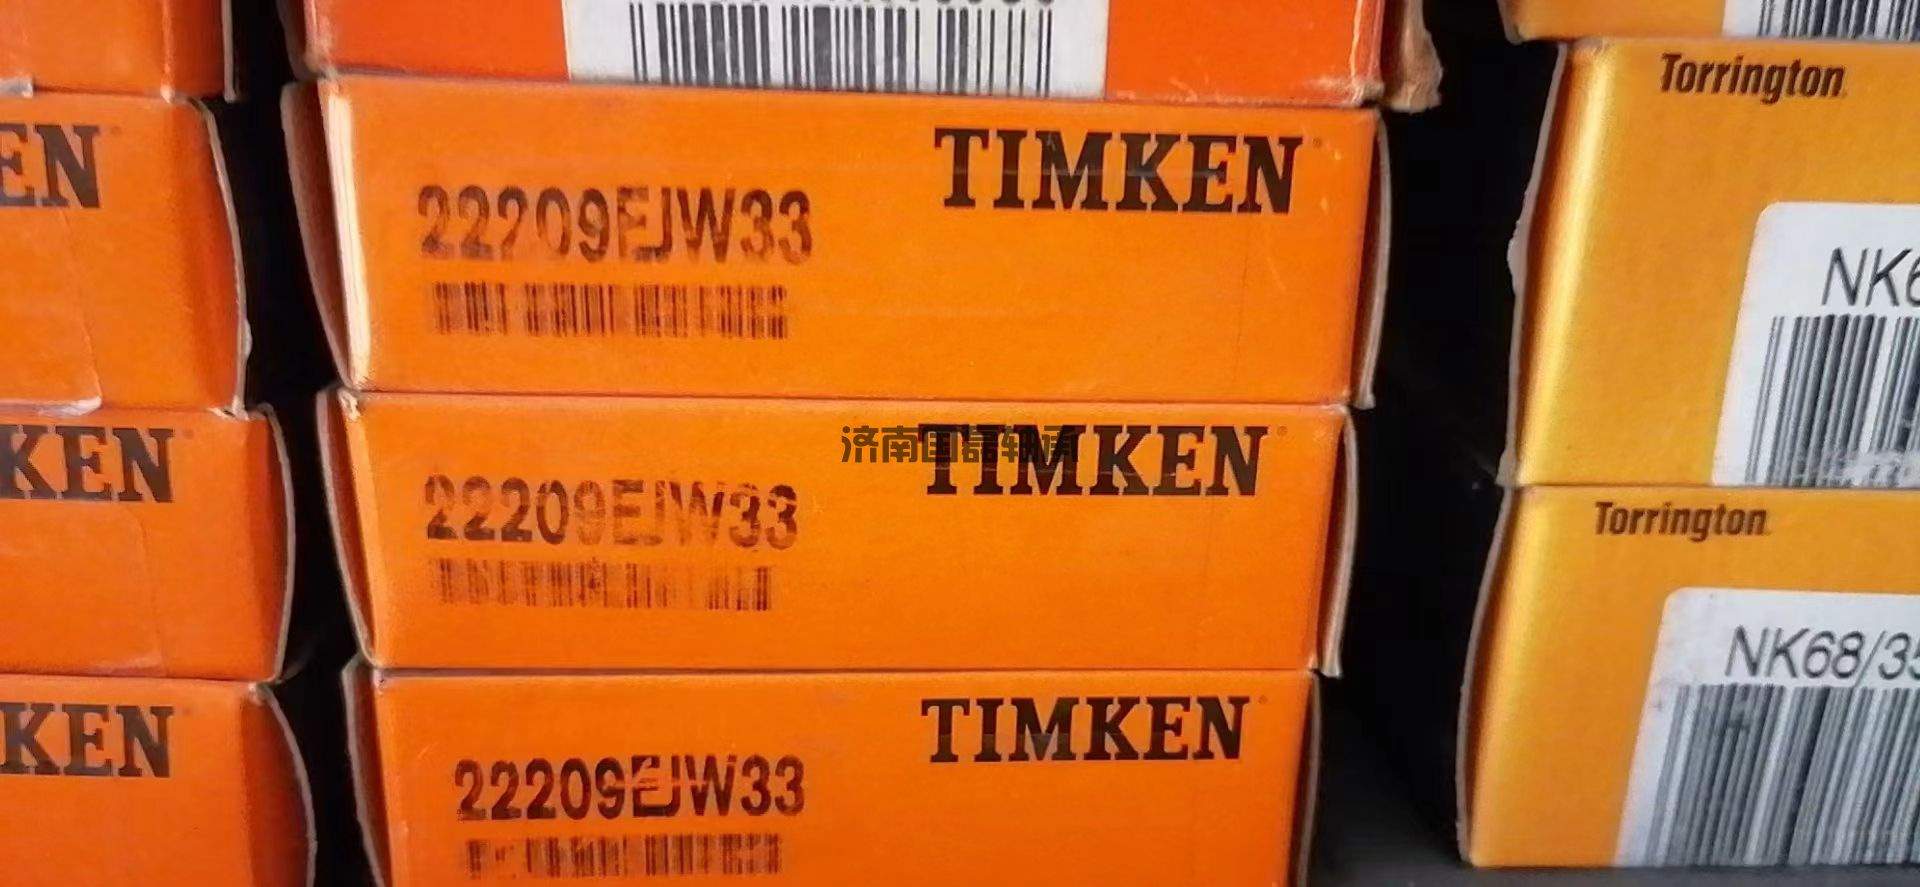 TIMKEN
22209EJW33
EN
Torrington
NK6
济南国磊轴承
TIMKEN
22209EJW33
KEN
Torrington
NK68/35
TIMKEN
22209EJW33
KEN